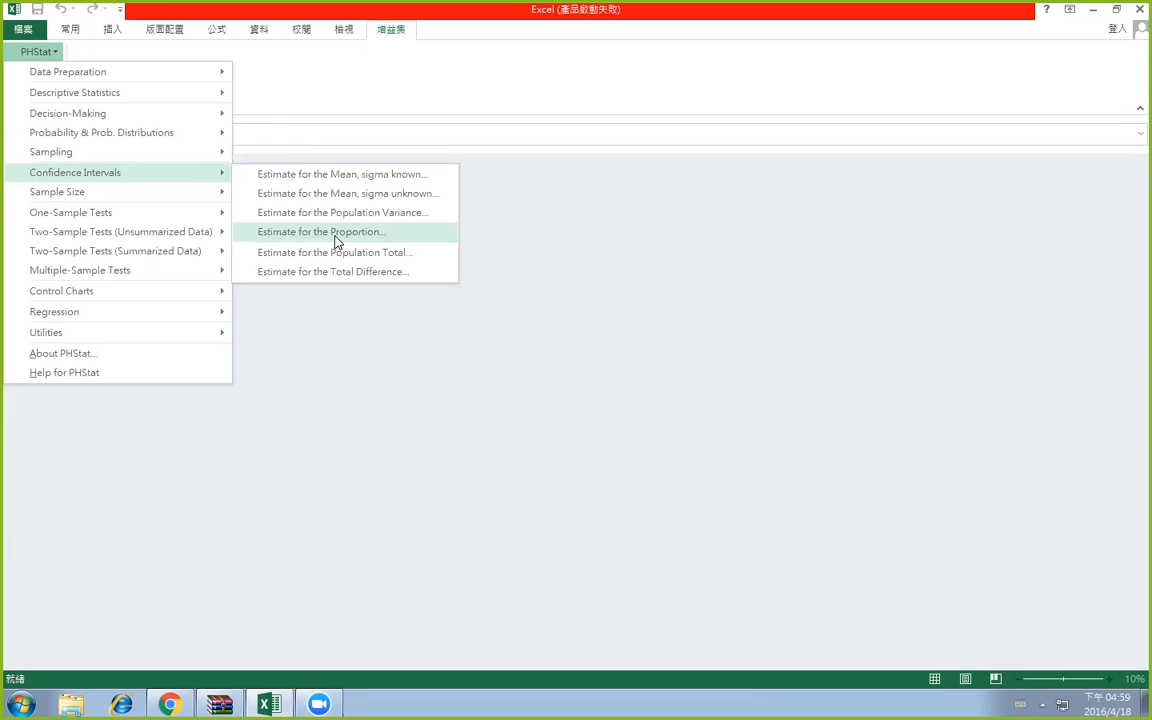 Excel (產品啟動失敗)
檔案 常用 插入 版面配置 公式 資料 校閱 檢視 增益集 登入
PHStat
Data Preparation
Descriptive Statistics
Decision-Making
Probability & Prob. Distributions
Sampling
Confidence Intervals
Sample Size
One-Sample Tests
Two-Sample Tests (Unsummarized Data)
Two-Sample Tests (Summarized Data)
Multiple-Sample Tests
Control Charts
Regression
Utilities
About PHStat...
Help for PHStat
Estimate for the Mean, sigma known...
Estimate for the Mean, sigma unknown...
Estimate for the Population Variance...
Estimate for the Proportion...
Estimate for the Population Total...
Estimate for the Total Difference...
就緒 10%
下午 04:59
2016/4/18